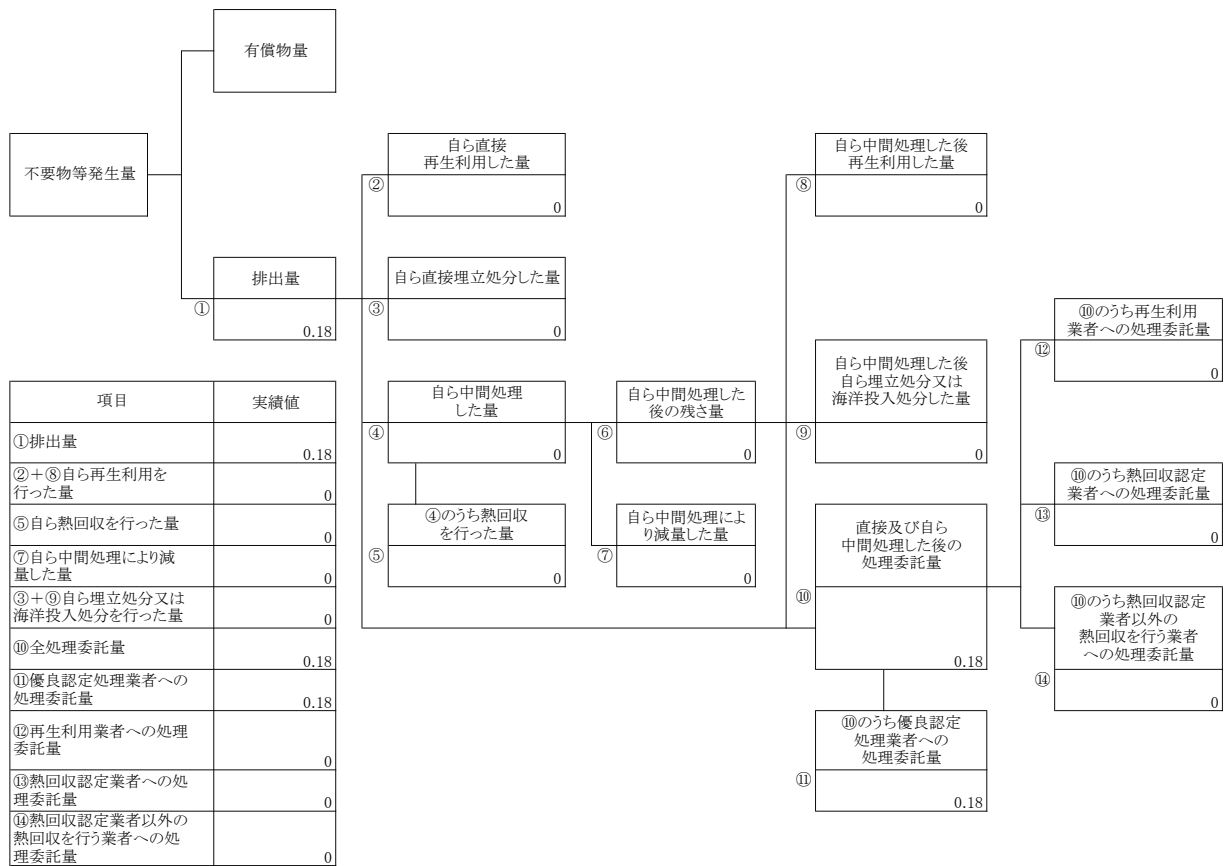 有償物量
不要物等発生量
自ら直接
再生利用した量
②
0
自ら中間処理した後
再生利用した量
⑧
0
排出量
①
0.18
自ら直接埋立処分した量
③
0
⑩のうち再生利用
業者への処理委託量
⑫
0
自ら中間処理
した量
④
0
自ら中間処理した
後の残さ量
⑥
0
自ら中間処理した後
自ら埋立処分又は
海洋投入処分した量
⑨
0
⑩のうち熱回収認定
業者への処理委託量
⑬
0
④のうち熱回収
を行った量
⑤
0
自ら中間処理によ
り減量した量
⑦
0
直接及び自ら
中間処理した後の
処理委託量
⑩
0.18
⑩のうち熱回収認定
業者以外の
熱回収を行う業者
への処理委託量
⑭
0
⑩のうち優良認定
処理業者への
処理委託量
⑪
0.18
項目 実績値
①排出量 0.18
②＋⑧自ら再生利用を
行った量 0
⑤自ら熱回収を行った量 0
⑦自ら中間処理により減
量した量 0
③＋⑨自ら埋立処分又は
海洋投入処分を行った量 0
⑩全処理委託量 0.18
⑪優良認定処理業者への
処理委託量 0.18
⑫再生利用業者への処理
委託量 0
⑬熱回収認定業者への処
理委託量 0
⑭熱回収認定業者以外の
熱回収を行う業者への処
理委託量 0